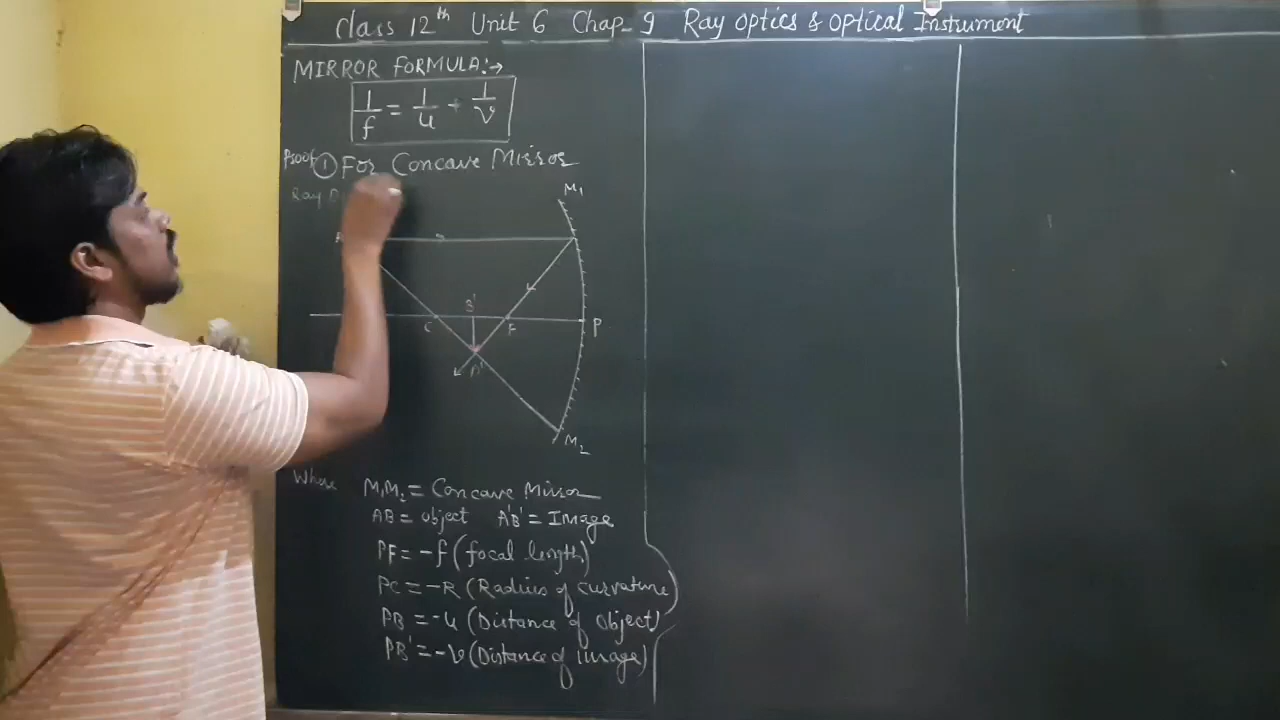 Class 12th Unit 6 Chap-9 Ray Optics & Optical Instrument
MIRROR FORMULA:→
1/f = 1/u + 1/v
Proof ① For Concave Mirror
Ray
M1
A
B'
C
F
P
A'
M2
Where M1M2 = Concave Mirror
AB = object A'B' = Image
PF = -f (focal length)
PC = -R (Radius of curvature
PB = -u (Distance of object)
PB' = -v (Distance of image)